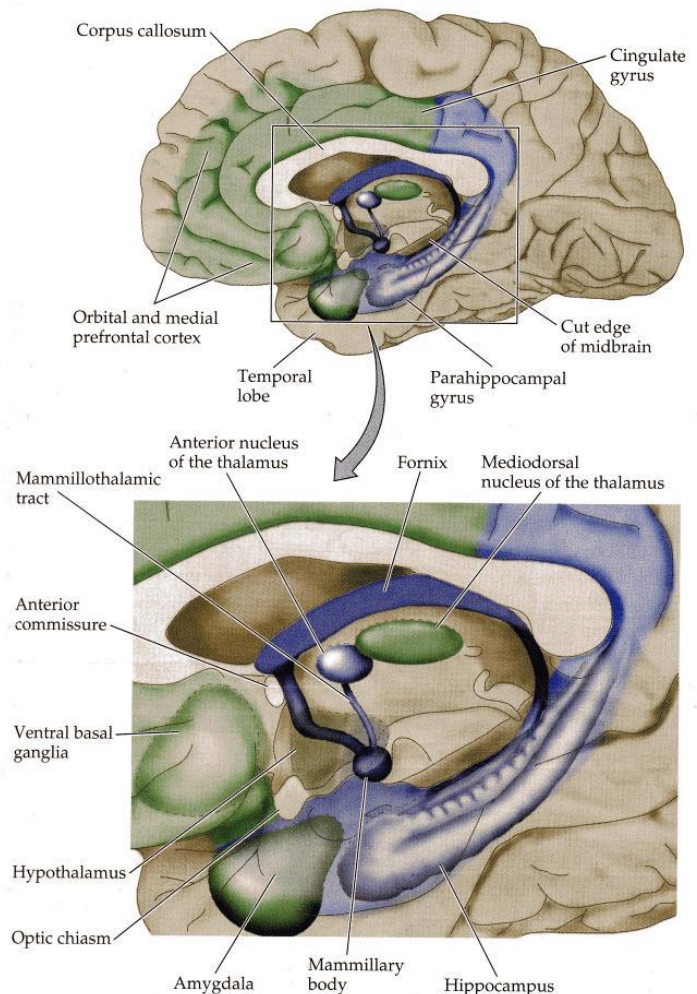 Corpus callosum
Cingulate
gyrus
Orbital and medial
prefrontal cortex
Cut edge
of midbrain
Temporal
lobe
Parahippocampal
gyrus
Anterior nucleus
of the thalamus
Fornix
Mediodorsal
nucleus of the thalamus
Mammillothalamic
tract
Anterior
commissure
Ventral basal
ganglia
Hypothalamus
Optic chiasm
Amygdala
Mammillary
body
Hippocampus